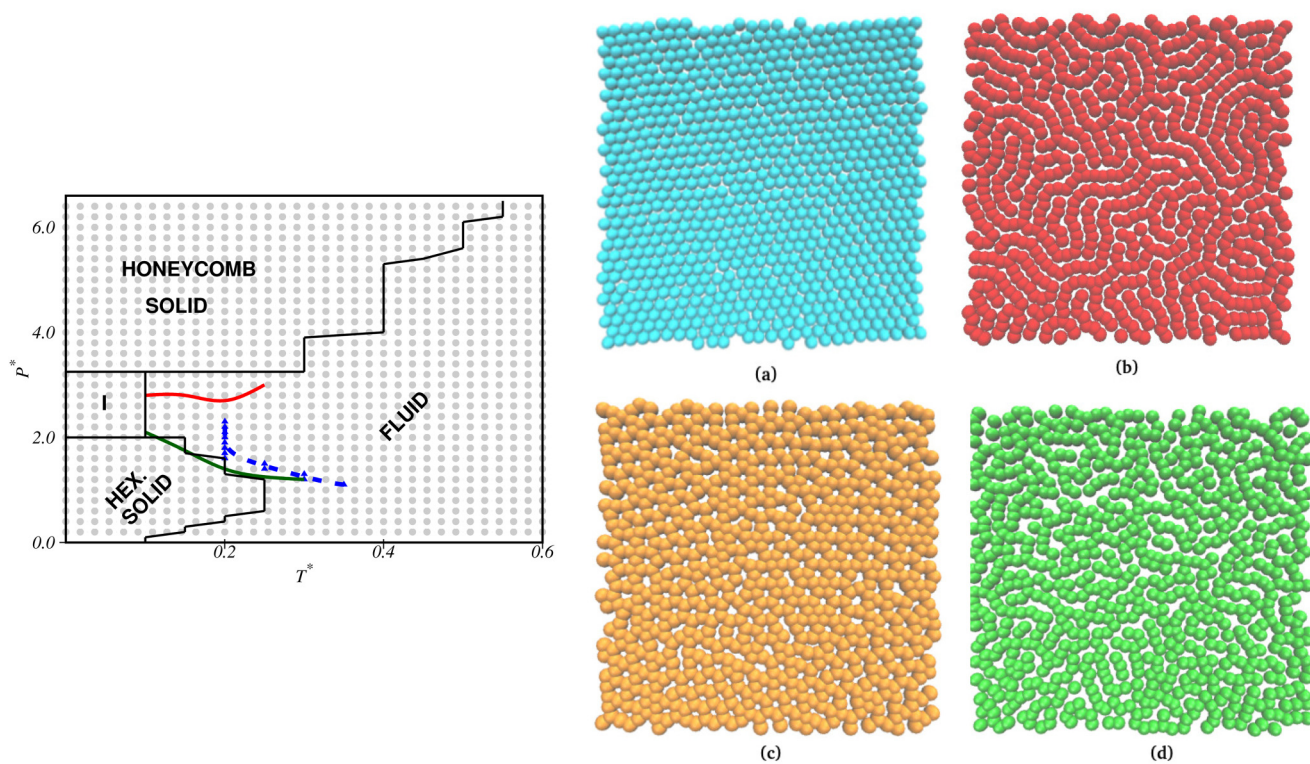 6.0
HONEYCOMB
SOLID
4.0
P*
I
FLUID
2.0
HEX.
SOLID
0.0
0.2
0.4
0.6
T*
(a)
(b)
(c)
(d)